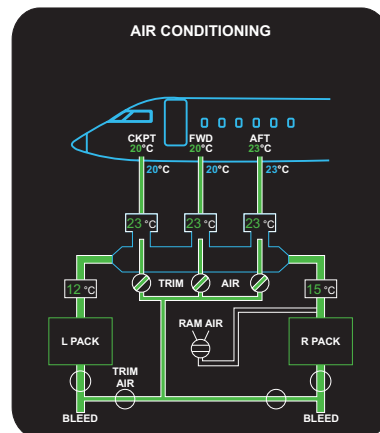 AIR CONDITIONING
CKPT FWD AFT
20°C 20°C 23°C
20°C 20°C 23°C
23 °C 23 °C 23 °C
TRIM AIR
12 °C 15 °C
RAM AIR
L PACK R PACK
TRIM
AIR
BLEED BLEED